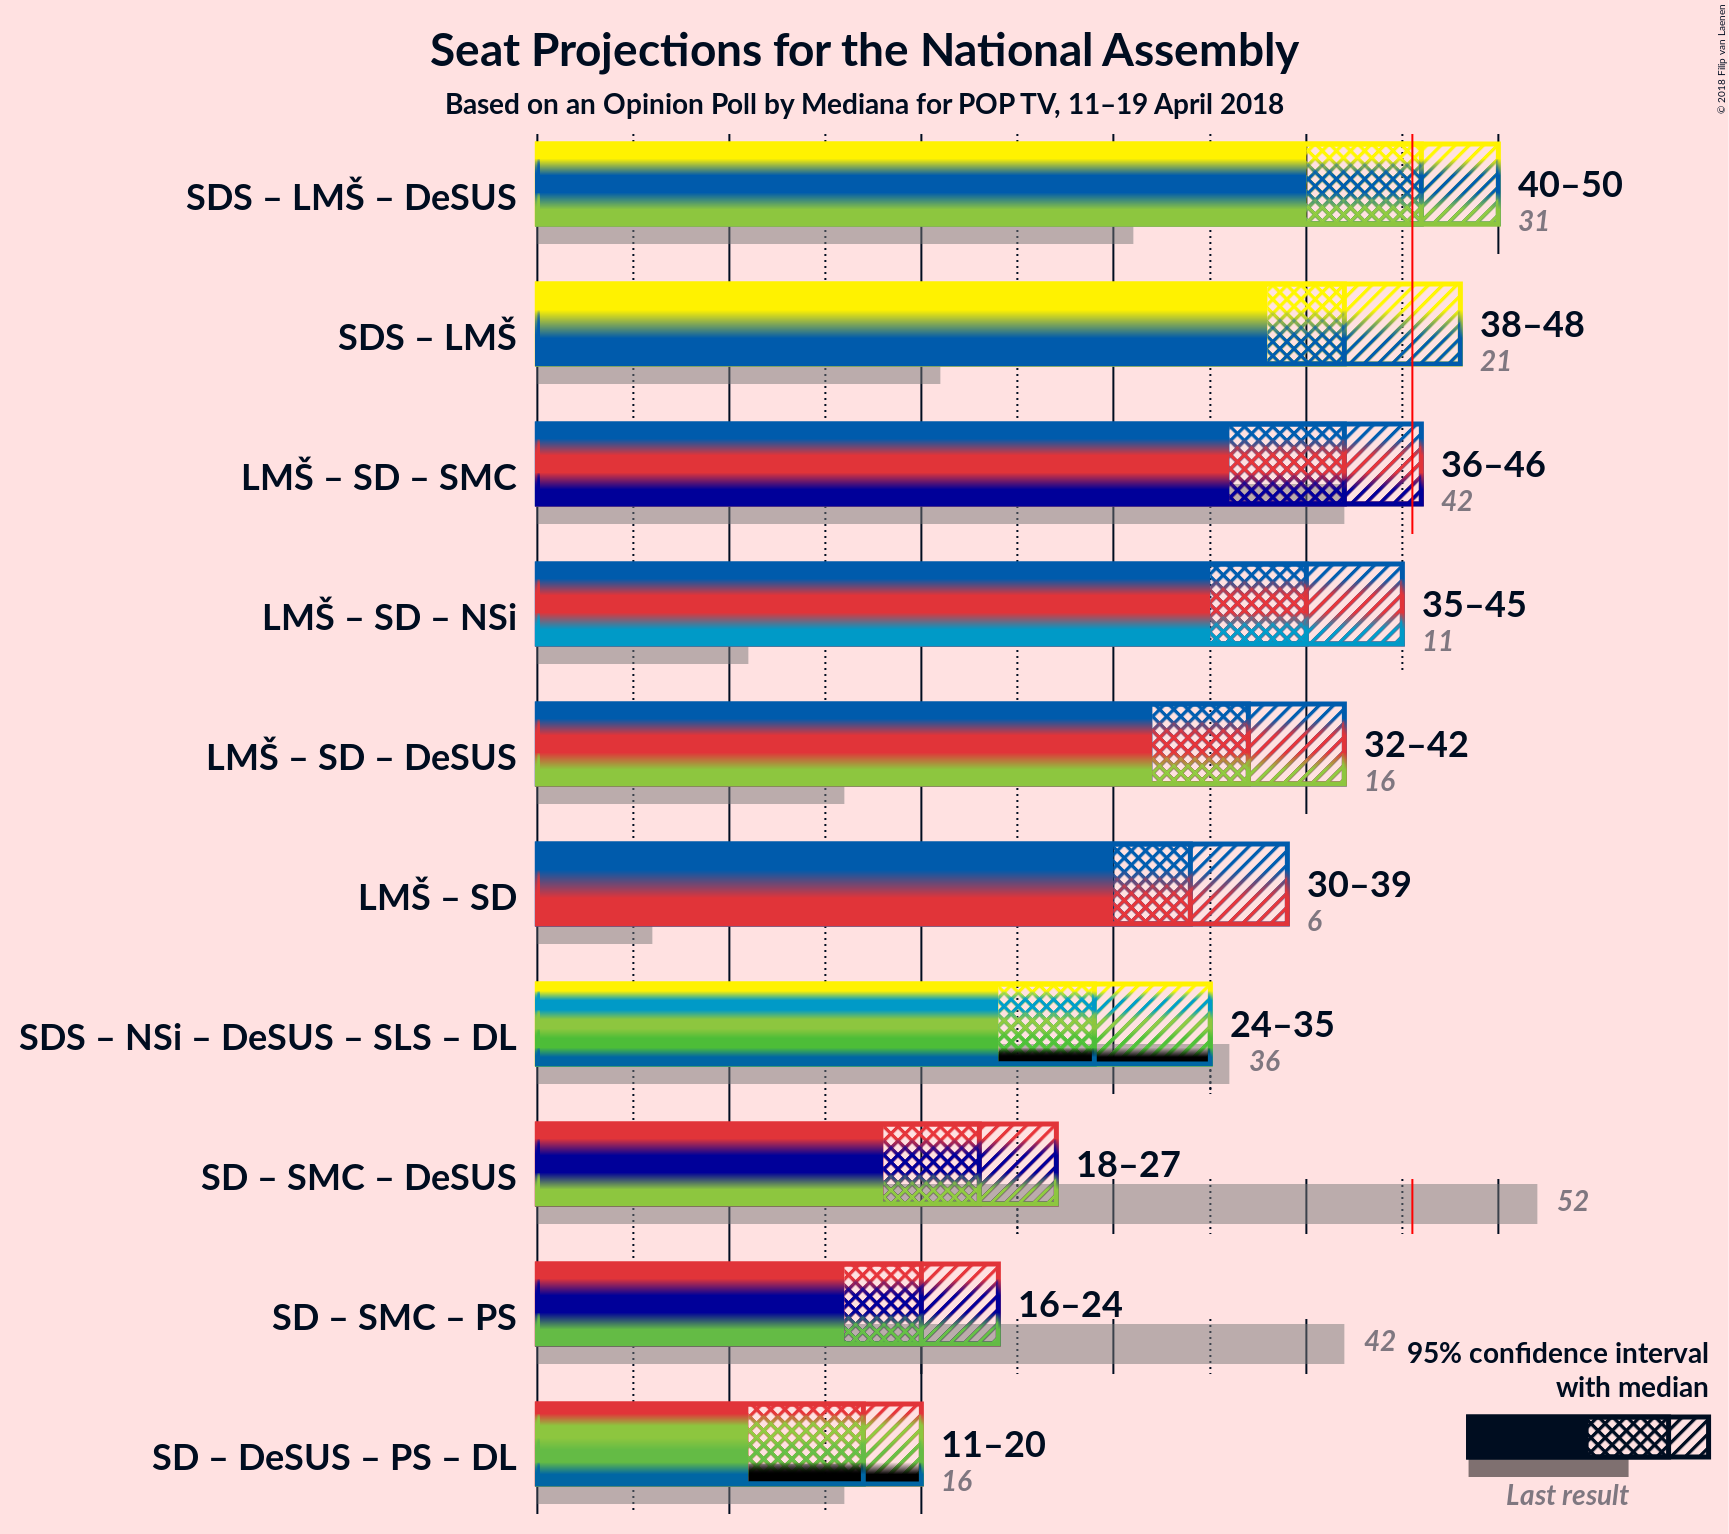 Seat Projections for the National Assembly
Based on an Opinion Poll by Mediana for POP TV, 11–19 April 2018
© 2018 Filip van Laenen
SDS – LMŠ – DeSUS
40–50
31
SDS – LMŠ
38–48
21
LMŠ – SD – SMC
36–46
42
LMŠ – SD – NSi
35–45
11
LMŠ – SD – DeSUS
32–42
16
LMŠ – SD
30–39
6
SDS – NSi – DeSUS – SLS – DL
24–35
36
SD – SMC – DeSUS
18–27
52
SD – SMC – PS
16–24
42
SD – DeSUS – PS – DL
11–20
16
95% confidence interval
with median
Last result